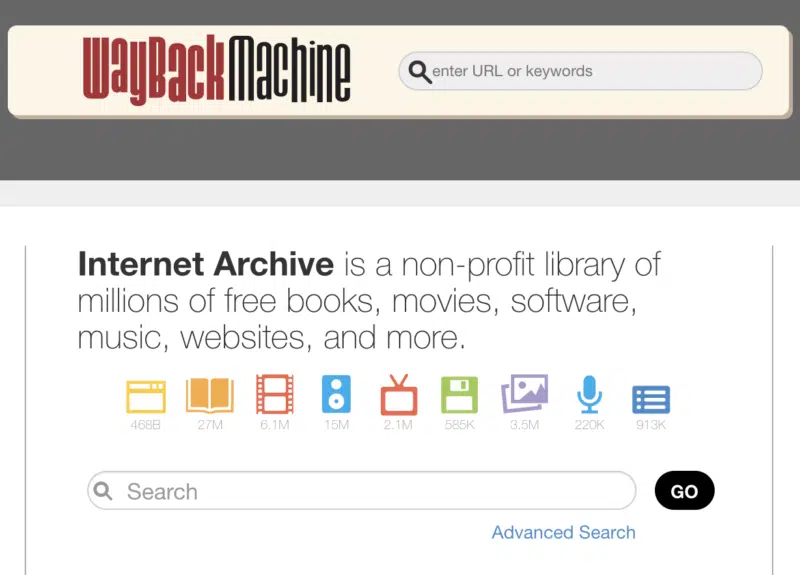 WayBackMachine
enter URL or keywords
Internet Archive is a non-profit library of
millions of free books, movies, software,
music, websites, and more.
468B 27M 6.1M 15M 2.1M 585K 3.5M 220K 913K
Search GO
Advanced Search